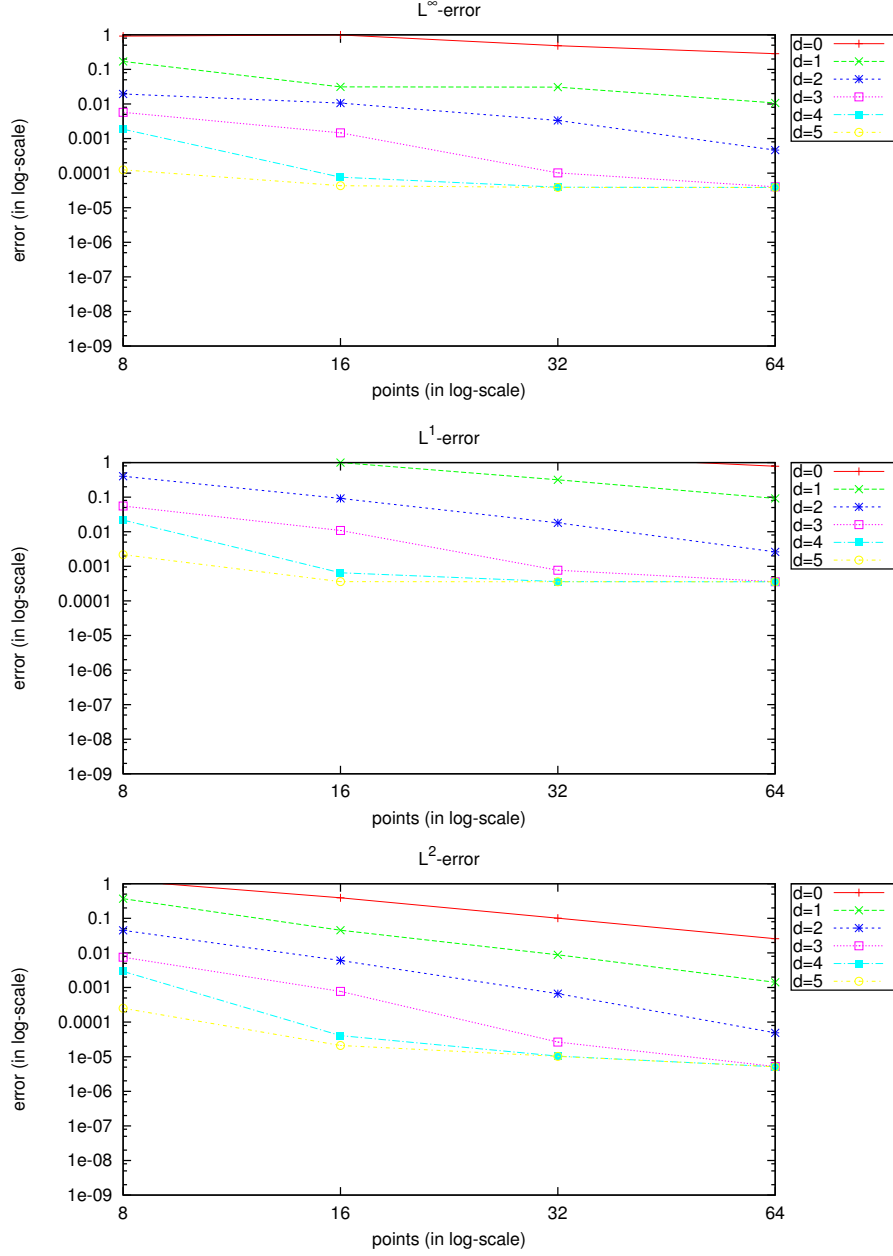 L∞-error
error (in log-scale)
1
0.1
0.01
0.001
0.0001
1e-05
1e-06
1e-07
1e-08
1e-09
8
16
32
64
points (in log-scale)
d=0
d=1
d=2
d=3
d=4
d=5
L1-error
error (in log-scale)
1
0.1
0.01
0.001
0.0001
1e-05
1e-06
1e-07
1e-08
1e-09
8
16
32
64
points (in log-scale)
d=0
d=1
d=2
d=3
d=4
d=5
L2-error
error (in log-scale)
1
0.1
0.01
0.001
0.0001
1e-05
1e-06
1e-07
1e-08
1e-09
8
16
32
64
points (in log-scale)
d=0
d=1
d=2
d=3
d=4
d=5